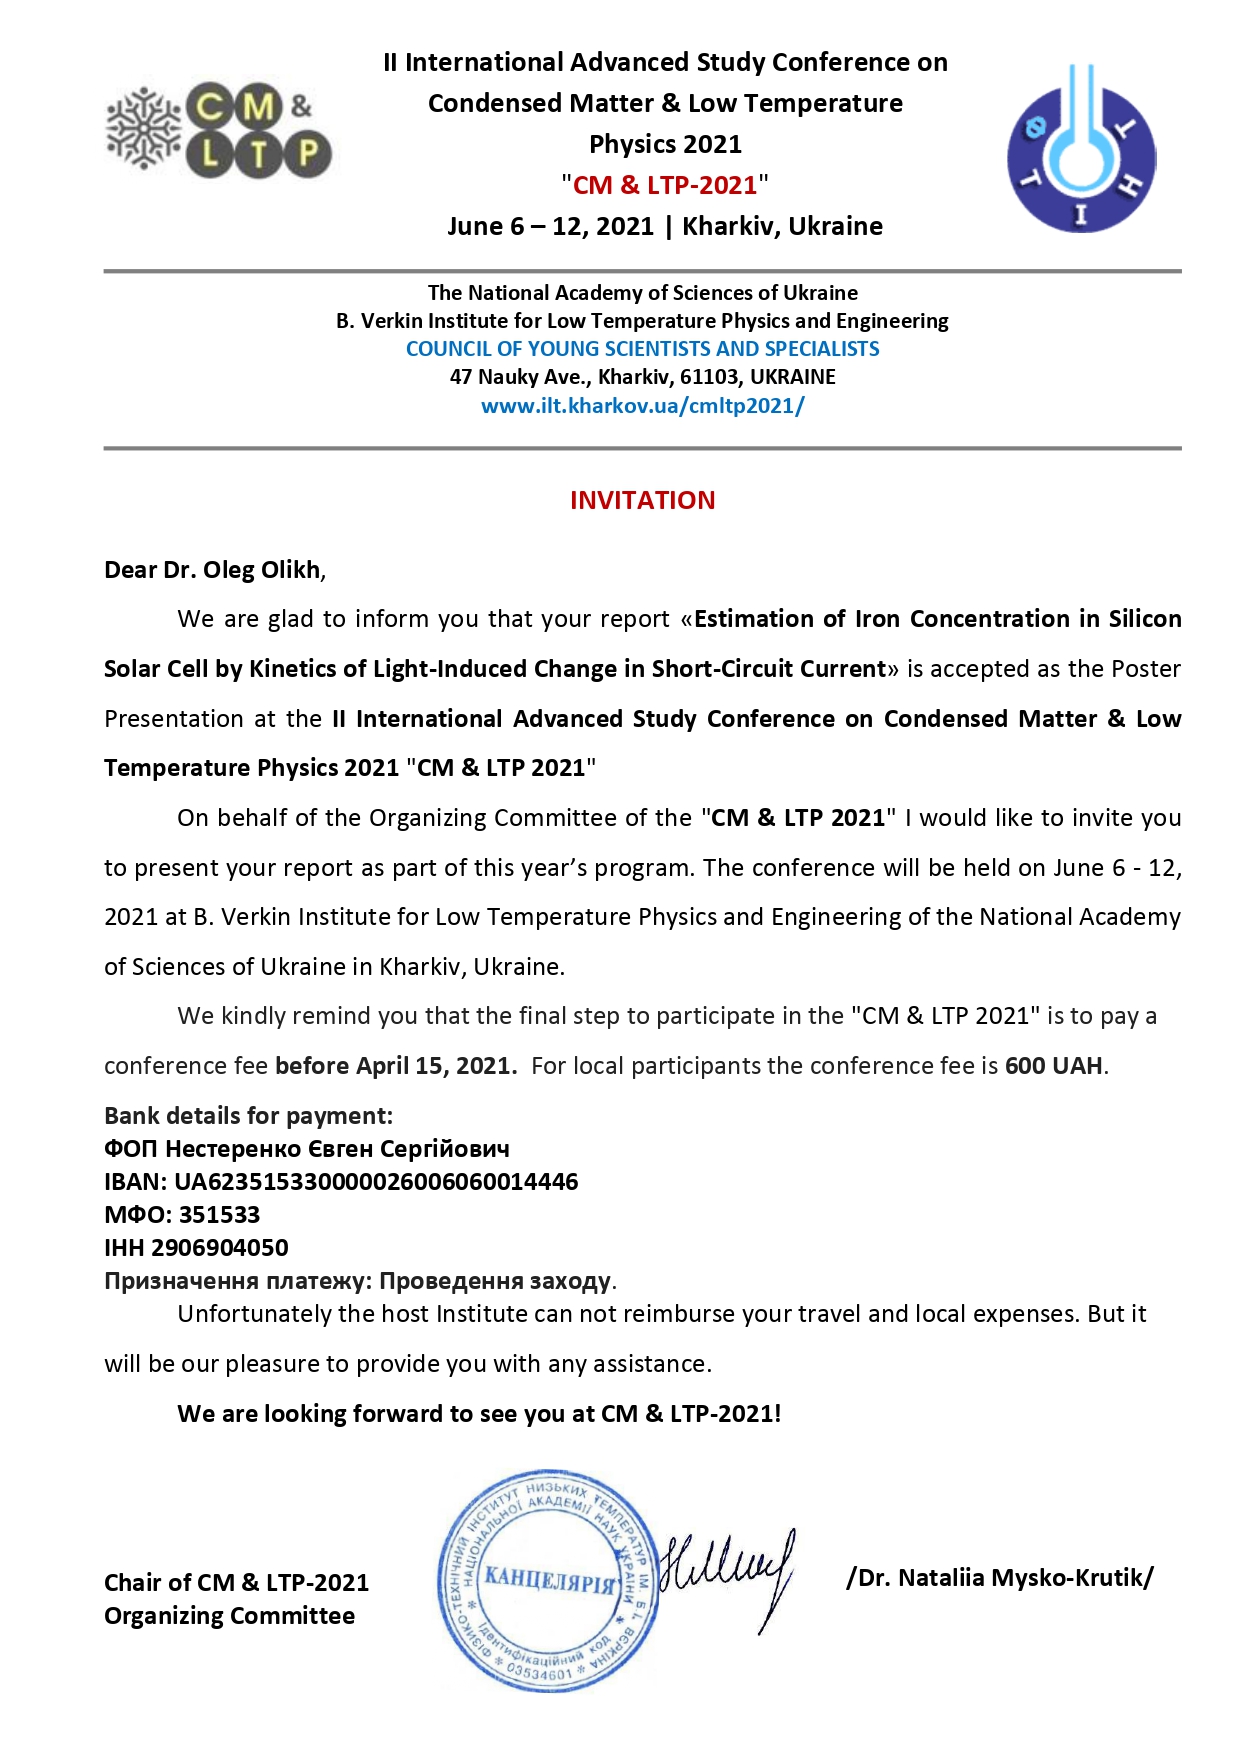 CM &
LTP
II International Advanced Study Conference on
Condensed Matter & Low Temperature
Physics 2021
"CM & LTP-2021"
June 6 – 12, 2021 | Kharkiv, Ukraine
ФТІНТ
The National Academy of Sciences of Ukraine
B. Verkin Institute for Low Temperature Physics and Engineering
COUNCIL OF YOUNG SCIENTISTS AND SPECIALISTS
47 Nauky Ave., Kharkiv, 61103, UKRAINE
www.ilt.kharkov.ua/cmltp2021/
INVITATION
Dear Dr. Oleg Olikh,
We are glad to inform you that your report «Estimation of Iron Concentration in Silicon
Solar Cell by Kinetics of Light-Induced Change in Short-Circuit Current» is accepted as the Poster
Presentation at the II International Advanced Study Conference on Condensed Matter & Low
Temperature Physics 2021 "CM & LTP 2021"
On behalf of the Organizing Committee of the "CM & LTP 2021" I would like to invite you
to present your report as part of this year’s program. The conference will be held on June 6 - 12,
2021 at B. Verkin Institute for Low Temperature Physics and Engineering of the National Academy
of Sciences of Ukraine in Kharkiv, Ukraine.
We kindly remind you that the final step to participate in the "CM & LTP 2021" is to pay a
conference fee before April 15, 2021. For local participants the conference fee is 600 UAH.
Bank details for payment:
ФОП Нестеренко Євген Сергійович
IBAN: UA623515330000026006060014446
МФО: 351533
ІНН 2906904050
Призначення платежу: Проведення заходу.
Unfortunately the host Institute can not reimburse your travel and local expenses. But it
will be our pleasure to provide you with any assistance.
We are looking forward to see you at CM & LTP-2021!
Chair of CM & LTP-2021
Organizing Committee
ФІЗИКО-ТЕХНІЧНИЙ ІНСТИТУТ НИЗЬКИХ ТЕМПЕРАТУР ІМ. Б.І. ВЄРКІНА
НАЦІОНАЛЬНОЇ АКАДЕМІЇ НАУК УКРАЇНИ
КАНЦЕЛЯРІЯ
Ідентифікаційний код
* 03534601 *
/Dr. Nataliia Mysko-Krutik/